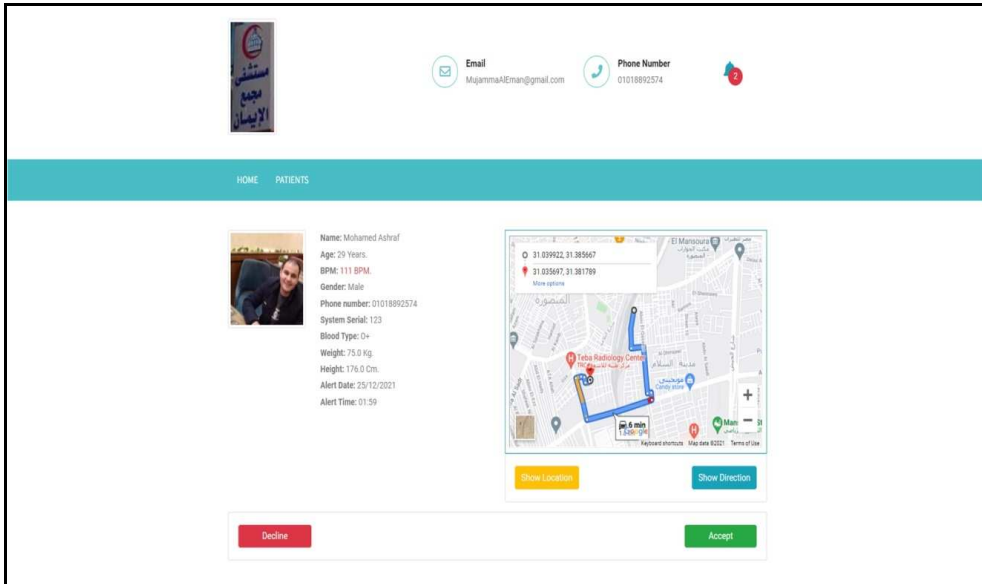 مستشفى
مجمع
الإيمان
Email
MujammaAlEman@gmail.com
Phone Number
01018892574
2
HOME PATIENTS
Name: Mohamed Ashraf
Age: 29 Years.
BPM: 111 BPM.
Gender: Male
Phone number: 01018892574
System Serial: 123
Blood Type: O+
Weight: 75.0 Kg.
Height: 176.0 Cm.
Alert Date: 25/12/2021
Alert Time: 01:59
31.039922, 31.385667
31.035697, 31.381789
More options
El Mansoura
المنصورة
Teba Radiology Center
مدينة السلام
Candy store
6 min
Google
Keyboard shortcuts Map data ©2021 Terms of Use
Show Location Show Direction
Decline Accept